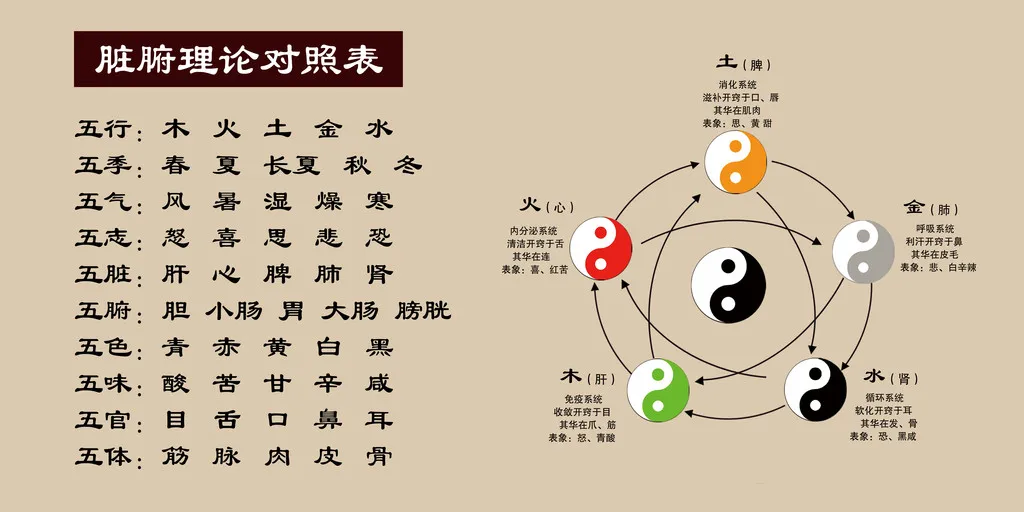 脏腑理论对照表
五行: 木 火 土 金 水
五季: 春 夏 长夏 秋 冬
五气: 风 暑 湿 燥 寒
五志: 怒 喜 思 悲 恐
五脏: 肝 心 脾 肺 肾
五腑: 胆 小肠 胃 大肠 膀胱
五色: 青 赤 黄 白 黑
五味: 酸 苦 甘 辛 咸
五官: 目 舌 口 鼻 耳
五体: 筋 脉 肉 皮 骨
土(脾)
消化系统
滋补开窍于口、唇
其华在肌肉
表象:思、黄 甜
火(心)
内分泌系统
清洁开窍于舌
其华在连
表象:喜、红苦
金(肺)
呼吸系统
利汗开窍于鼻
其华在皮毛
表象:悲、白辛辣
木(肝)
免疫系统
收敛开窍于目
其华在爪、筋
表象:怒、青酸
水(肾)
循环系统
软化开窍于耳
其华在发、骨
表象:恐、黑咸